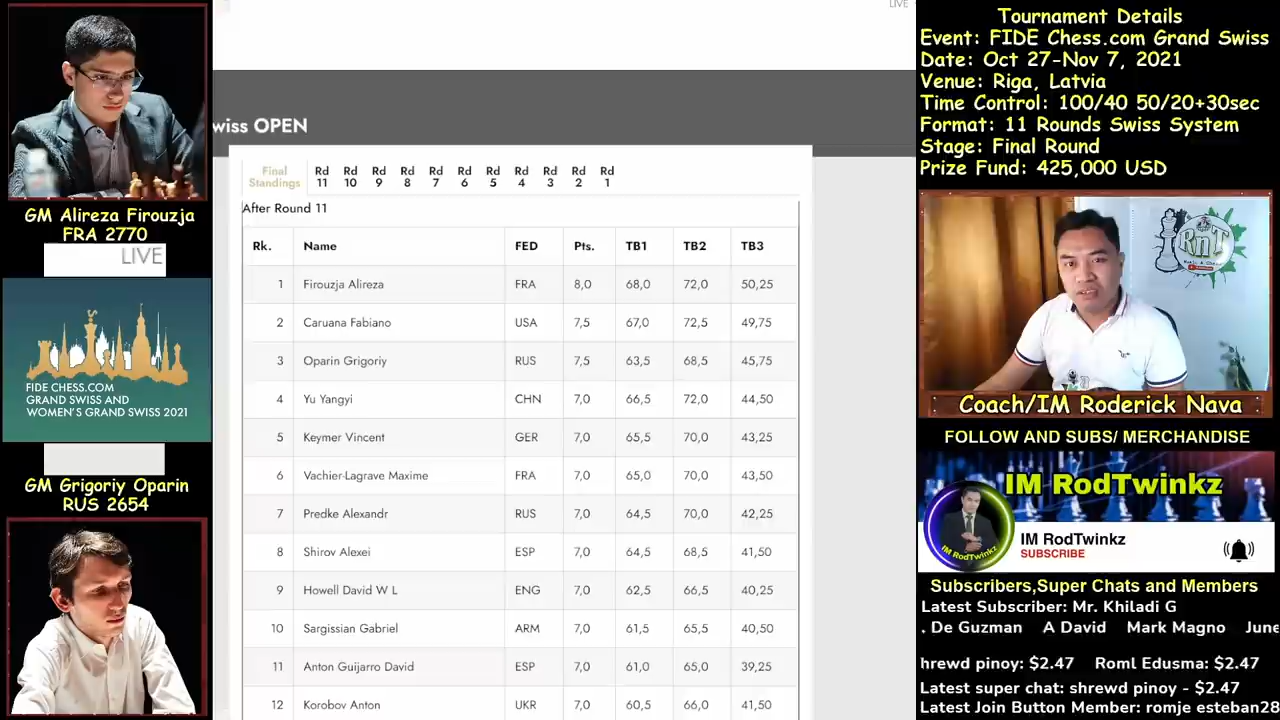 GM Alireza Firouzja
FRA 2770
LIVE
FIDE CHESS.COM
GRAND SWISS AND
WOMEN'S GRAND SWISS 2021
GM Grigoriy Oparin
RUS 2654
LIVE
wiss OPEN
Final Standings Rd 11 Rd 10 Rd 9 Rd 8 Rd 7 Rd 6 Rd 5 Rd 4 Rd 3 Rd 2 Rd 1
After Round 11
Rk. Name FED Pts. TB1 TB2 TB3
1 Firouzja Alireza FRA 8,0 68,0 72,0 50,25
2 Caruana Fabiano USA 7,5 67,0 72,5 49,75
3 Oparin Grigoriy RUS 7,5 63,5 68,5 45,75
4 Yu Yangyi CHN 7,0 66,5 72,0 44,50
5 Keymer Vincent GER 7,0 65,5 70,0 43,25
6 Vachier-Lagrave Maxime FRA 7,0 65,0 70,0 43,50
7 Predke Alexandr RUS 7,0 64,5 70,0 42,25
8 Shirov Alexei ESP 7,0 64,5 68,5 41,50
9 Howell David W L ENG 7,0 62,5 66,5 40,25
10 Sargissian Gabriel ARM 7,0 61,5 65,5 40,50
11 Anton Guijarro David ESP 7,0 61,0 65,0 39,25
12 Korobov Anton UKR 7,0 60,5 66,0 41,50
Tournament Details
Event: FIDE Chess.com Grand Swiss
Date: Oct 27-Nov 7, 2021
Venue: Riga, Latvia
Time Control: 100/40 50/20+30sec
Format: 11 Rounds Swiss System
Stage: Final Round
Prize Fund: 425,000 USD
RnT
Coach/IM Roderick Nava
FOLLOW AND SUBS/ MERCHANDISE
IM RodTwinkz
IM RodTwinkz
IM RodTwinkz
SUBSCRIBE
Subscribers,Super Chats and Members
Latest Subscriber: Mr. Khiladi G
. De Guzman A David Mark Magno June
hrewd pinoy: $2.47 Roml Edusma: $2.47
Latest super chat: shrewd pinoy - $2.47
Latest Join Button Member: romje esteban28